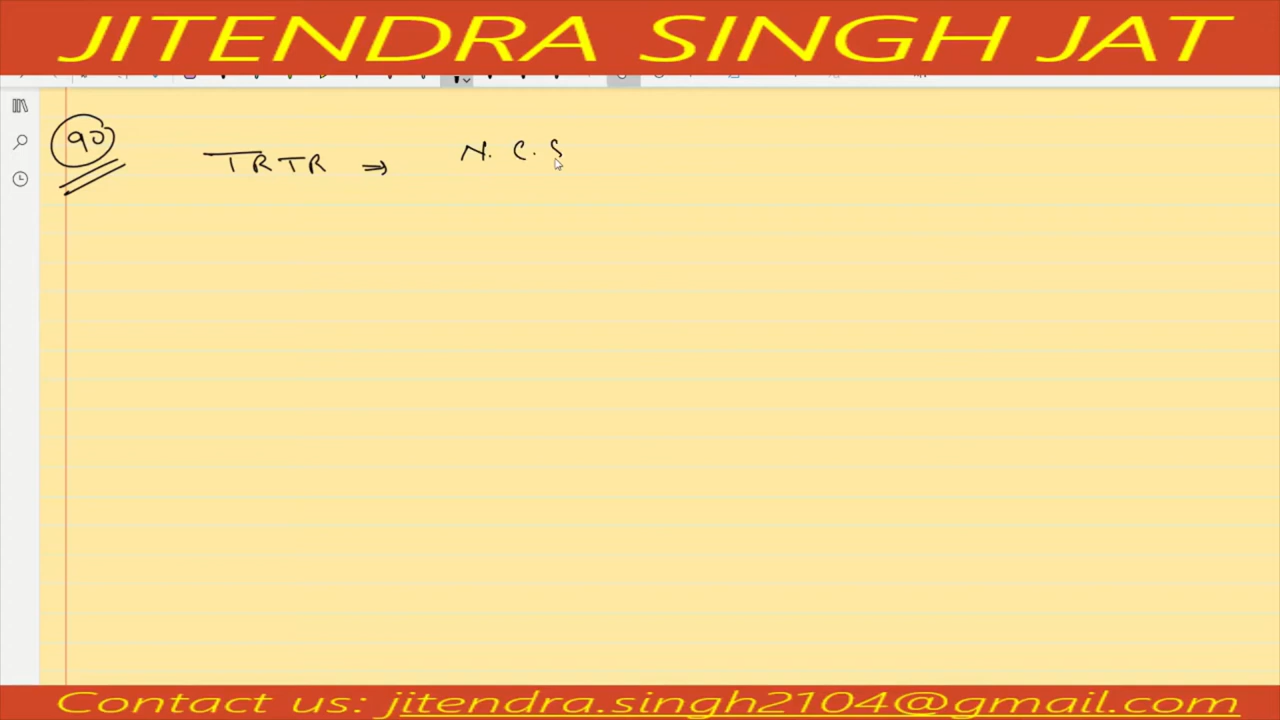 JITENDRA SINGH JAT
90
TRTR ⇒ N. C. S
Contact us: jitendra.singh2104@gmail.com